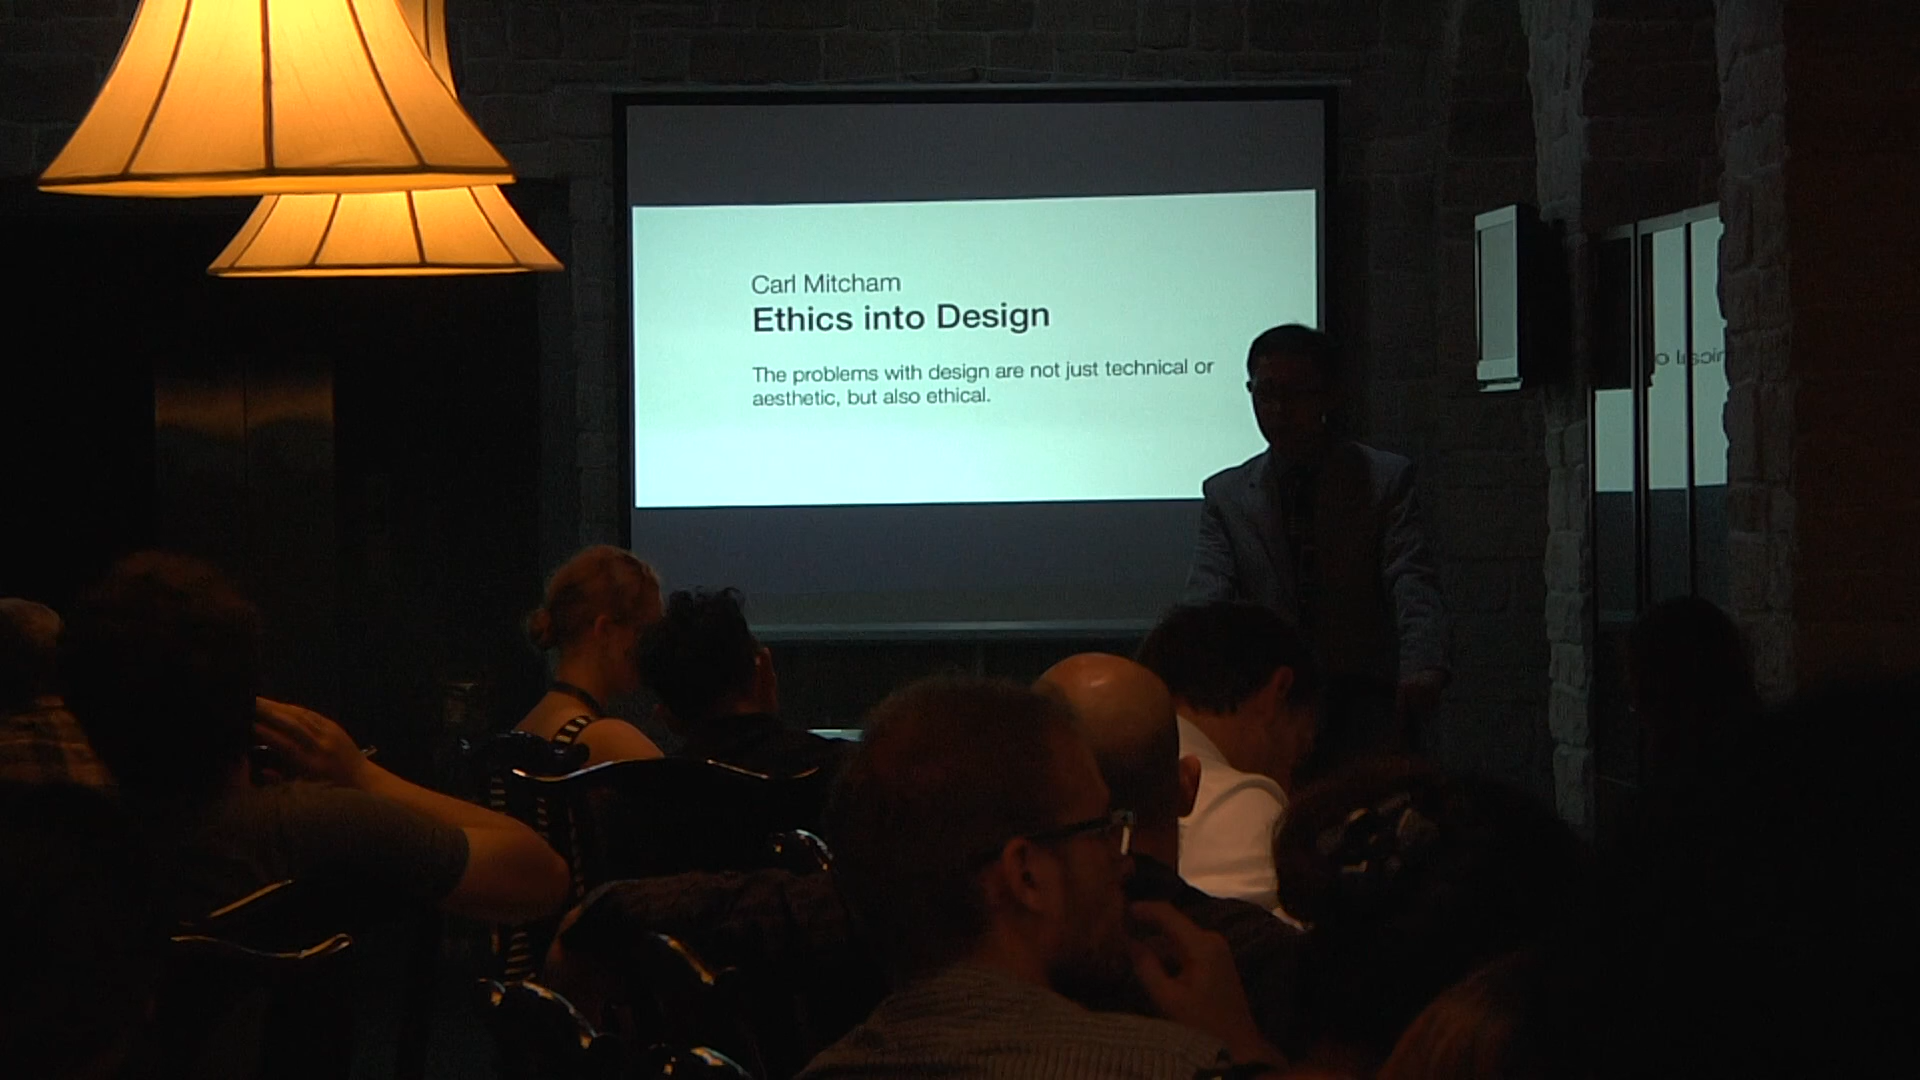 Carl Mitcham
Ethics into Design
The problems with design are not just technical or
aesthetic, but also ethical.